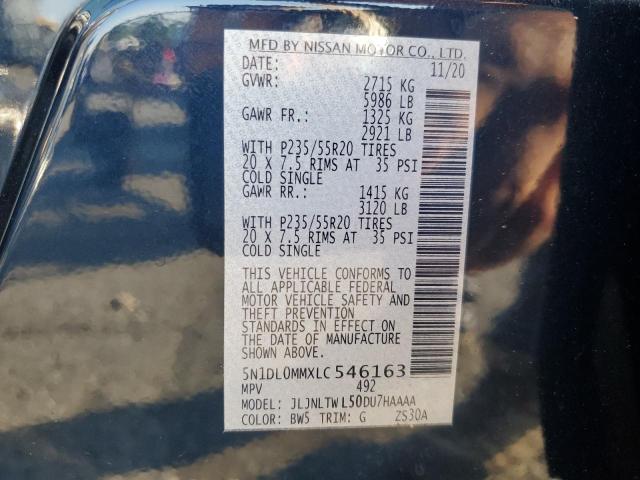 MFD BY NISSAN MOTOR CO., LTD.
DATE: 11/20
GVWR: 2715 KG
5986 LB
GAWR FR.: 1325 KG
2921 LB
WITH P235/55R20 TIRES
20 X 7.5 RIMS AT 35 PSI
COLD SINGLE
GAWR RR.: 1415 KG
3120 LB
WITH P235/55R20 TIRES
20 X 7.5 RIMS AT 35 PSI
COLD SINGLE
THIS VEHICLE CONFORMS TO
ALL APPLICABLE FEDERAL
MOTOR VEHICLE SAFETY AND
THEFT PREVENTION
STANDARDS IN EFFECT ON
THE DATE OF MANUFACTURE
SHOWN ABOVE.
5N1DL0MMXLC546163
MPV 492
MODEL: JLJNLTWL50DU7HAAAA
COLOR: BW5 TRIM: G ZS30A